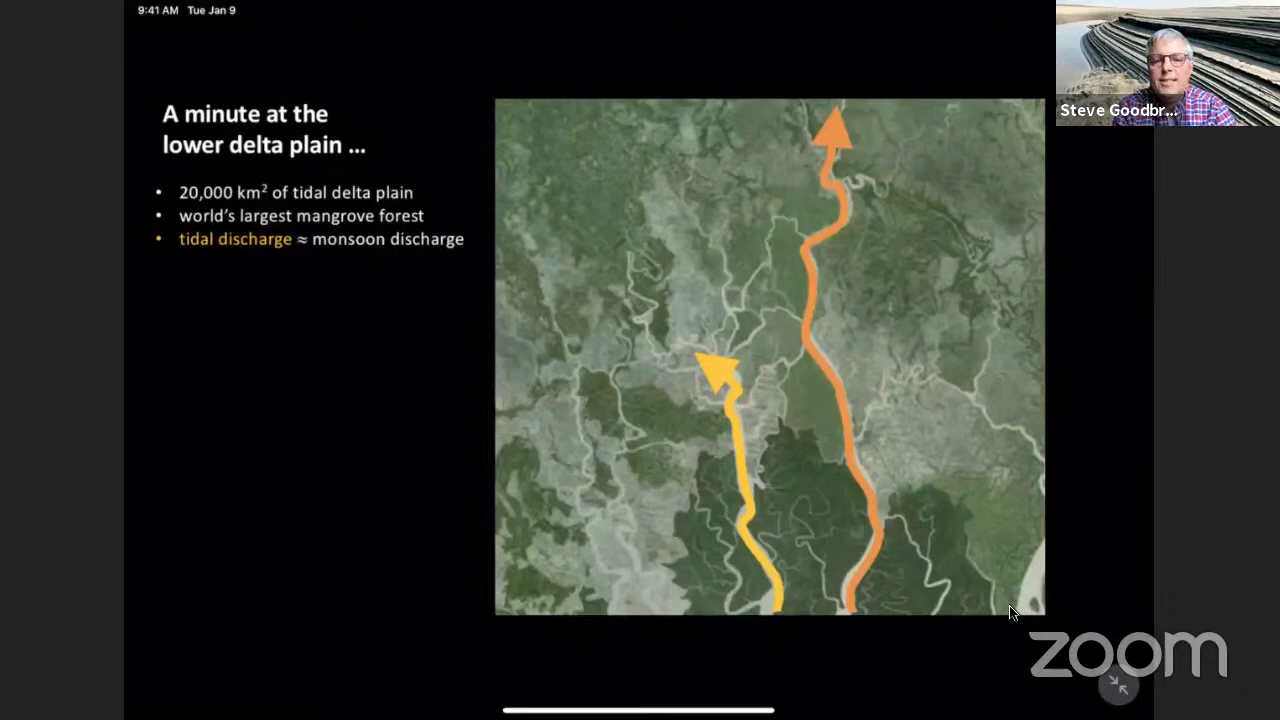 9:41 AM Tue Jan 9
Steve Goodbr...
A minute at the
lower delta plain ...
• 20,000 km² of tidal delta plain
• world's largest mangrove forest
• tidal discharge ≈ monsoon discharge
zoom